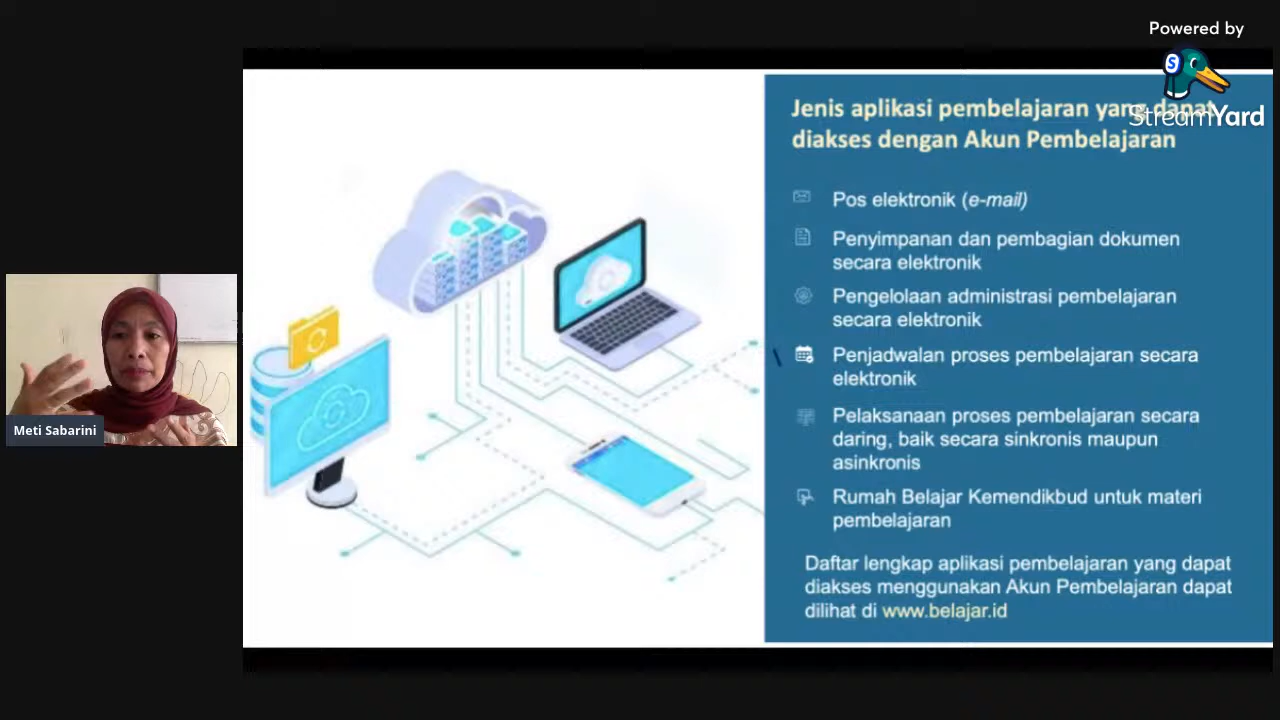 Powered by
StreamYard
Jenis aplikasi pembelajaran yang dapat
diakses dengan Akun Pembelajaran
Pos elektronik (e-mail)
Penyimpanan dan pembagian dokumen
secara elektronik
Pengelolaan administrasi pembelajaran
secara elektronik
Penjadwalan proses pembelajaran secara
elektronik
Pelaksanaan proses pembelajaran secara
daring, baik secara sinkronis maupun
asinkronis
Rumah Belajar Kemendikbud untuk materi
pembelajaran
Daftar lengkap aplikasi pembelajaran yang dapat
diakses menggunakan Akun Pembelajaran dapat
dilihat di www.belajar.id
Meti Sabarini